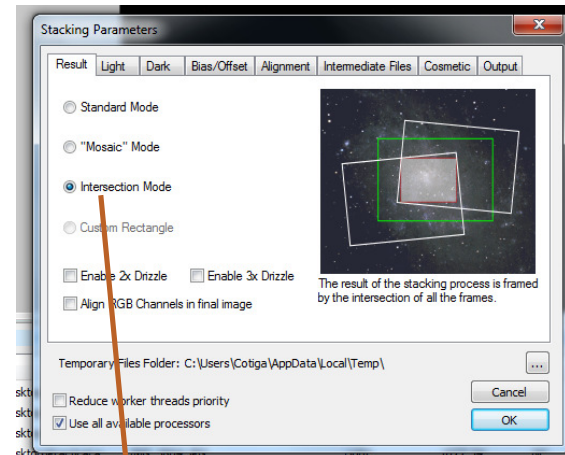 Stacking Parameters
Result Light Dark Bias/Offset Alignment Intermediate Files Cosmetic Output
Standard Mode
"Mosaic" Mode
Intersection Mode
Custom Rectangle
Enable 2x Drizzle Enable 3x Drizzle
Align RGB Channels in final image
The result of the stacking process is framed
by the intersection of all the frames.
Temporary Files Folder: C:\Users\Cotiga\AppData\Local\Temp\
...
Reduce worker threads priority
Use all available processors
Cancel
OK